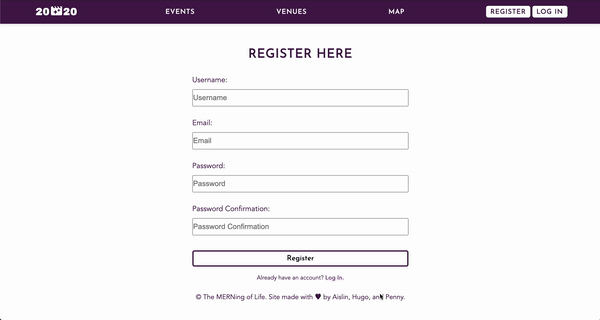 20 20
EVENTS
VENUES
MAP
REGISTER
LOG IN
REGISTER HERE
Username:
Username
Email:
Email
Password:
Password
Password Confirmation:
Password Confirmation
Register
Already have an account? Log In.
© The MERNing of Life. Site made with ♥ by Aislin, Hugo, and Penny.